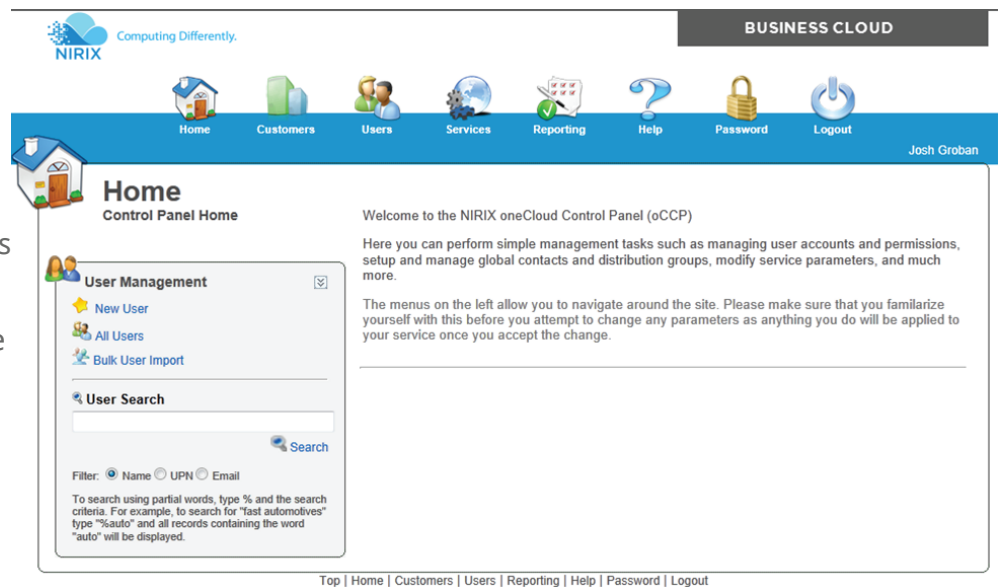 NIRIX
Computing Differently.
BUSINESS CLOUD
Home Customers Users Services Reporting Help Password Logout
Josh Groban
Home
Control Panel Home
s
e
User Management
New User
All Users
Bulk User Import
User Search
Search
Filter: Name UPN Email
To search using partial words, type % and the search
criteria. For example, to search for "fast automotives"
type "%auto" and all records containing the word
"auto" will be displayed.
Welcome to the NIRIX oneCloud Control Panel (oCCP)
Here you can perform simple management tasks such as managing user accounts and permissions,
setup and manage global contacts and distribution groups, modify service parameters, and much
more.
The menus on the left allow you to navigate around the site. Please make sure that you familarize
yourself with this before you attempt to change any parameters as anything you do will be applied to
your service once you accept the change.
Top | Home | Customers | Users | Reporting | Help | Password | Logout